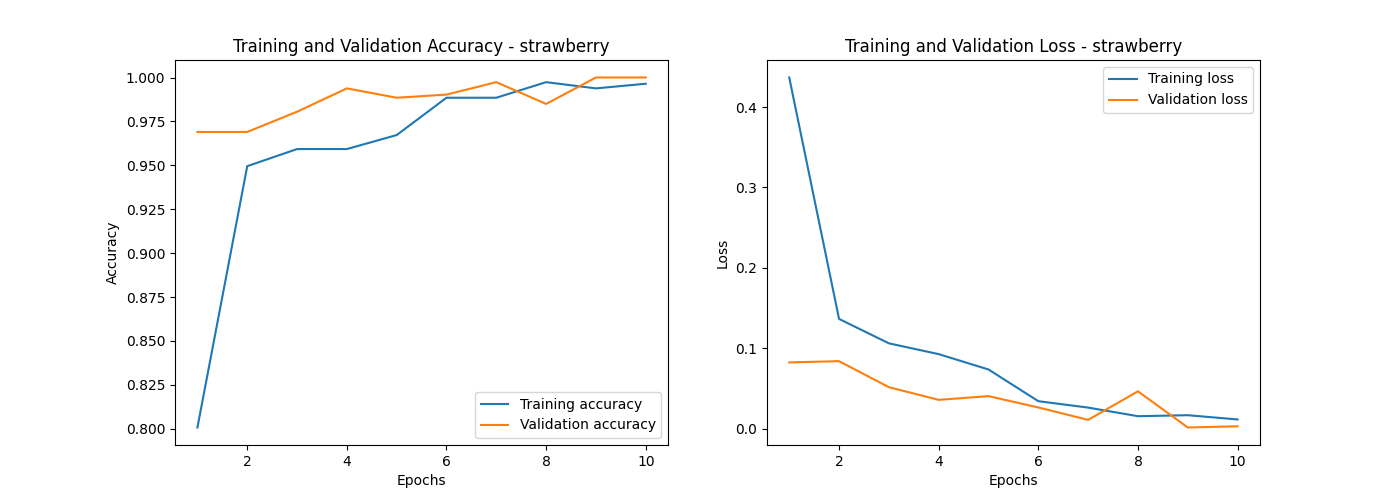 Training and Validation Accuracy - strawberry
Accuracy
1.000
0.975
0.950
0.925
0.900
0.875
0.850
0.825
0.800
2 4 6 8 10
Epochs
Training accuracy
Validation accuracy
Training and Validation Loss - strawberry
Loss
0.4
0.3
0.2
0.1
0.0
2 4 6 8 10
Epochs
Training loss
Validation loss